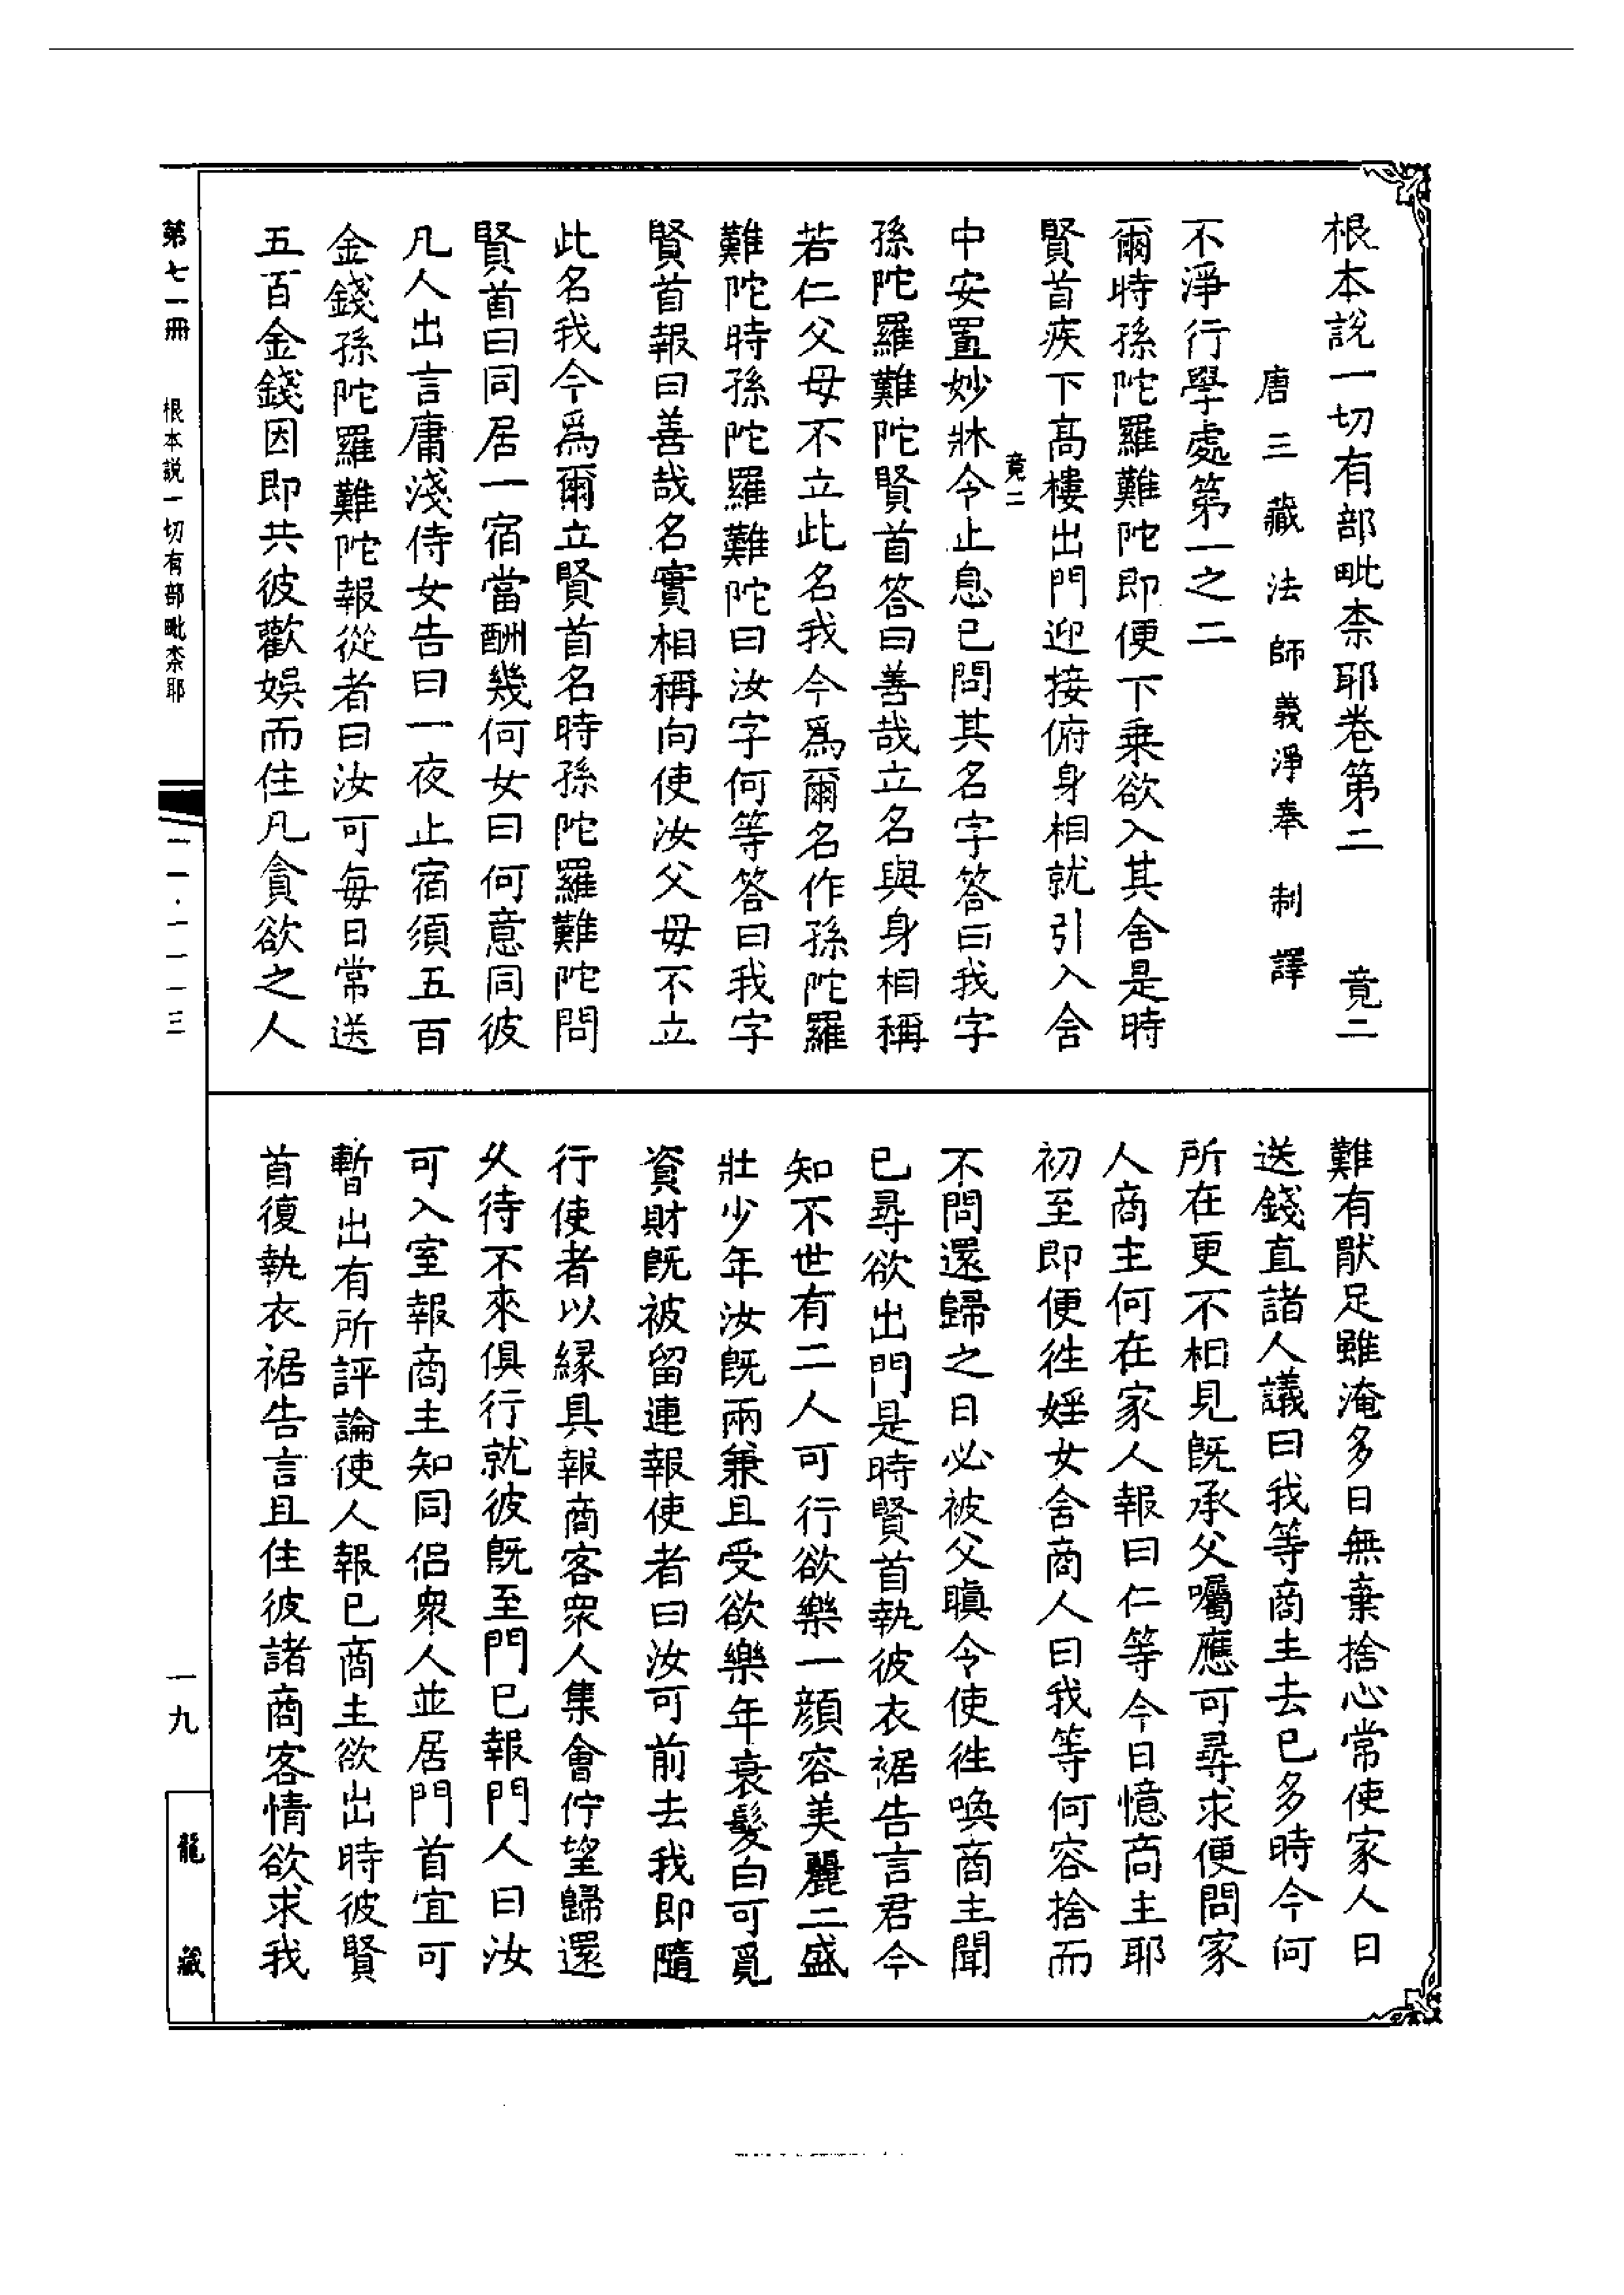 根本說一切有部毗柰耶卷第二　竟二
唐三藏法師義淨奉　制譯
不淨行學處第一之二
爾時孫陀羅難陀即便下乘欲入其舍是時
賢首疾下高樓出門迎接俯身相就引入舍
竟二
中安置妙牀令止息已問其名字答曰我字
孫陀羅難陀賢首答曰善哉立名與身相稱
若仁父母不立此名我今爲爾名作孫陀羅
難陀時孫陀羅難陀曰汝字何等答曰我字
賢首報曰善哉名實相稱向使汝父母不立
此名我今爲爾立賢首名時孫陀羅難陀問
賢首曰同居一宿當酬幾何女曰何意同彼
凡人出言庸淺侍女告曰一夜止宿須五百
金錢孫陀羅難陀報從者曰汝可每日常送
五百金錢因即共彼歡娛而住凡貪欲之人
難有猒足雖淹多日無棄捨心常使家人日
送錢直諸人議曰我等商主去已多時今何
所在更不相見旣承父囑應可尋求便問家
人商主何在家人報曰仁等今日憶商主耶
初至即便徃婬女舍商人曰我等何容捨而
不問還歸之日必被父瞋令使徃喚商主聞
已尋欲出門是時賢首執彼衣裾告言君今
知不世有二人可行欲樂一顔容美麗二盛
壯少年汝旣兩兼且受欲樂年衰髮白可覓
資財旣被留連報使者曰汝可前去我即隨
行使者以緣具報商客衆人集會佇望歸還
乆待不來俱行就彼旣至門已報門人曰汝
可入室報商主知同侶衆人並居門首宜可
暫出有所評論使人報已商主欲出時彼賢
首復執衣裾告言且住彼諸商客情欲求我
第七一冊　根本說一切有部毗柰耶　一一·一一一三
一九
龍藏